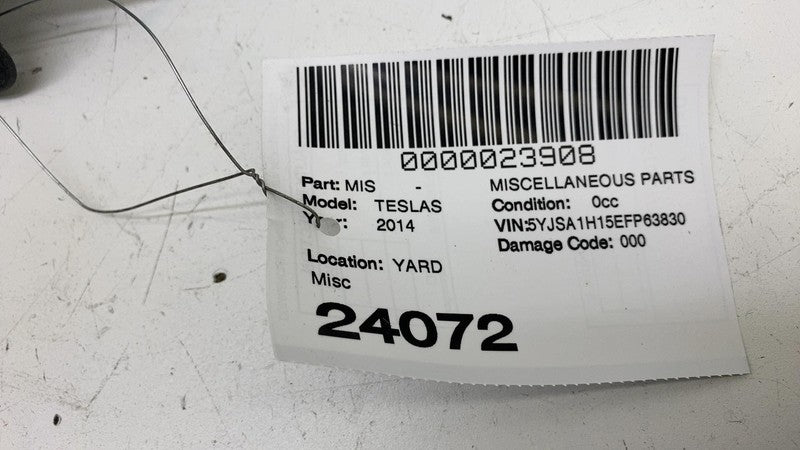 0000023908
Part: MIS - MISCELLANEOUS PARTS
Model: TESLAS Condition: 0cc
Year: 2014 VIN:5YJSA1H15EFP63830
Damage Code: 000
Location: YARD
Misc
24072